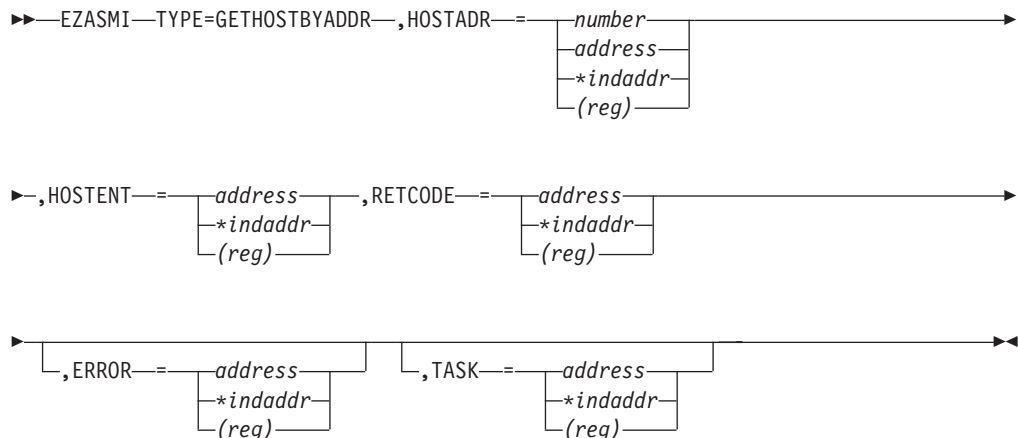 EZASMI TYPE=GETHOSTBYADDR ,HOSTADR = number
address
*indaddr
(reg)
,HOSTENT = address ,RETCODE = address
*indaddr *indaddr
(reg) (reg)
,ERROR = address ,TASK = address
*indaddr *indaddr
(reg) (reg)